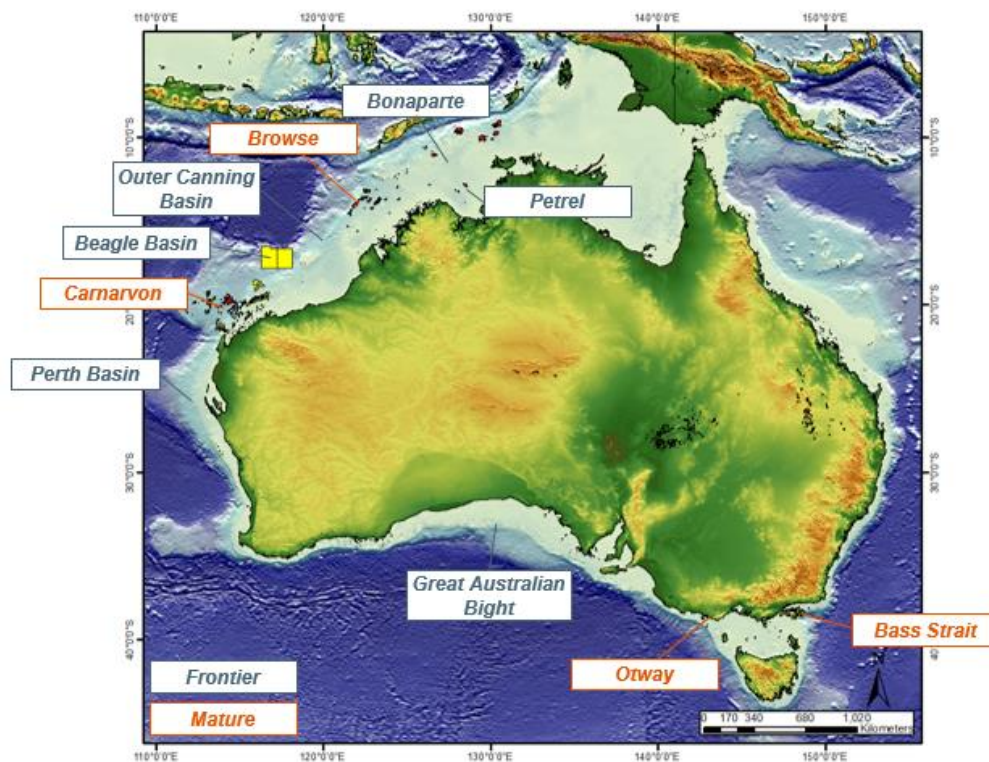 110°0'0"E 120°0'0"E 130°0'0"E 140°0'0"E 150°0'0"E
Bonaparte
10°0'0"S
10°0'0"S
Browse
Outer Canning
Basin
Petrel
Beagle Basin
Carnarvon
20°0'0"S
20°0'0"S
Perth Basin
30°0'0"S
30°0'0"S
Great Australian
Bight
Bass Strait
40°0'0"S
40°0'0"S
Otway
Frontier
Mature
0 170 340 680 1,020
Kilometers
110°0'0"E 120°0'0"E 130°0'0"E 140°0'0"E 150°0'0"E